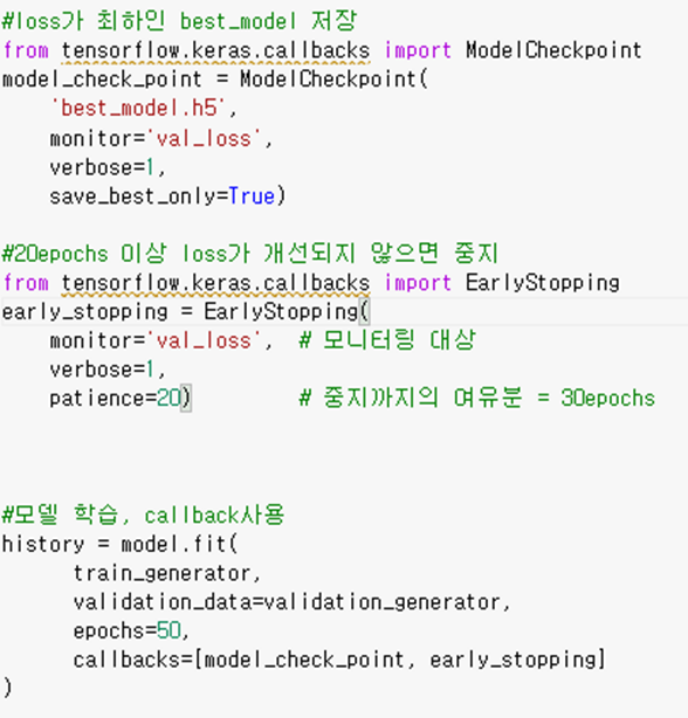 #loss가 최하인 best_model 저장
from tensorflow.keras.callbacks import ModelCheckpoint
model_check_point = ModelCheckpoint(
    'best_model.h5',
    monitor='val_loss',
    verbose=1,
    save_best_only=True)
#20epochs 이상 loss가 개선되지 않으면 중지
from tensorflow.keras.callbacks import EarlyStopping
early_stopping = EarlyStopping(
    monitor='val_loss',  # 모니터링 대상
    verbose=1,
    patience=20)         # 중지까지의 여유분 = 30epochs
#모델 학습, callback사용
history = model.fit(
      train_generator,
      validation_data=validation_generator,
      epochs=50,
      callbacks=[model_check_point, early_stopping]
)